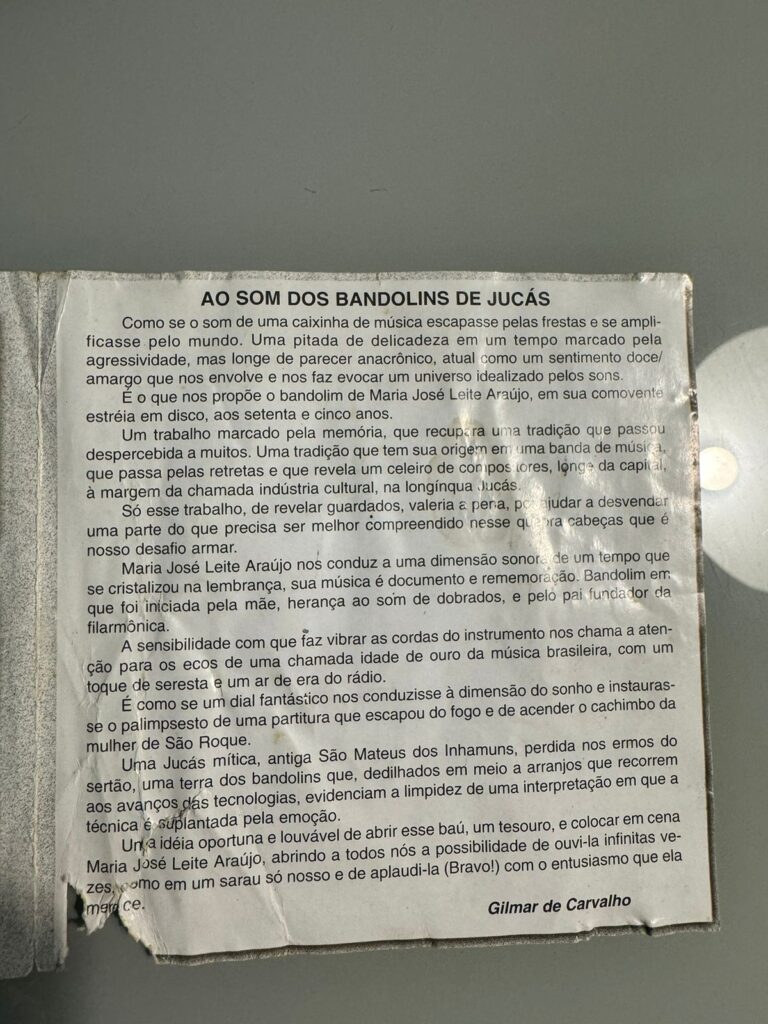 AO SOM DOS BANDOLINS DE JUCÁS
Como se o som de uma caixinha de música escapasse pelas frestas e se ampli-
ficasse pelo mundo. Uma pitada de delicadeza em um tempo marcado pela
agressividade, mas longe de parecer anacrônico, atual como um sentimento doce/
amargo que nos envolve e nos faz evocar um universo idealizado pelos sons.
É o que nos propõe o bandolim de Maria José Leite Araújo, em sua comovente
estréia em disco, aos setenta e cinco anos.
Um trabalho marcado pela memória, que recupera uma tradição que passou
despercebida a muitos. Uma tradição que tem sua origem em uma banda de música,
que passa pelas retretas e que revela um celeiro de compositores, longe da capital,
à margem da chamada indústria cultural, na longínqua Jucás.
Só esse trabalho, de revelar guardados, valeria a pena, por ajudar a desvendar
uma parte do que precisa ser melhor compreendido nesse quebra cabeças que é
nosso desafio armar.
Maria José Leite Araújo nos conduz a uma dimensão sonora de um tempo que
se cristalizou na lembrança, sua música é documento e rememoração. Bandolim em
que foi iniciada pela mãe, herança ao som de dobrados, e pelo pai fundador da
filarmônica.
A sensibilidade com que faz vibrar as cordas do instrumento nos chama a aten-
ção para os ecos de uma chamada idade de ouro da música brasileira, com um
toque de seresta e um ar de era do rádio.
É como se um dial fantástico nos conduzisse à dimensão do sonho e instauras-
se o palimpsesto de uma partitura que escapou do fogo e de acender o cachimbo da
mulher de São Roque.
Uma Jucás mítica, antiga São Mateus dos Inhamuns, perdida nos ermos do
sertão, uma terra dos bandolins que, dedilhados em meio a arranjos que recorrem
aos avanços das tecnologias, evidenciam a limpidez de uma interpretação em que a
técnica é suplantada pela emoção.
Uma idéia oportuna e louvável de abrir esse baú, um tesouro, e colocar em cena
Maria José Leite Araújo, abrindo a todos nós a possibilidade de ouvi-la infinitas ve-
zes, como em um sarau só nosso e de aplaudi-la (Bravo!) com o entusiasmo que ela
merece.
Gilmar de Carvalho